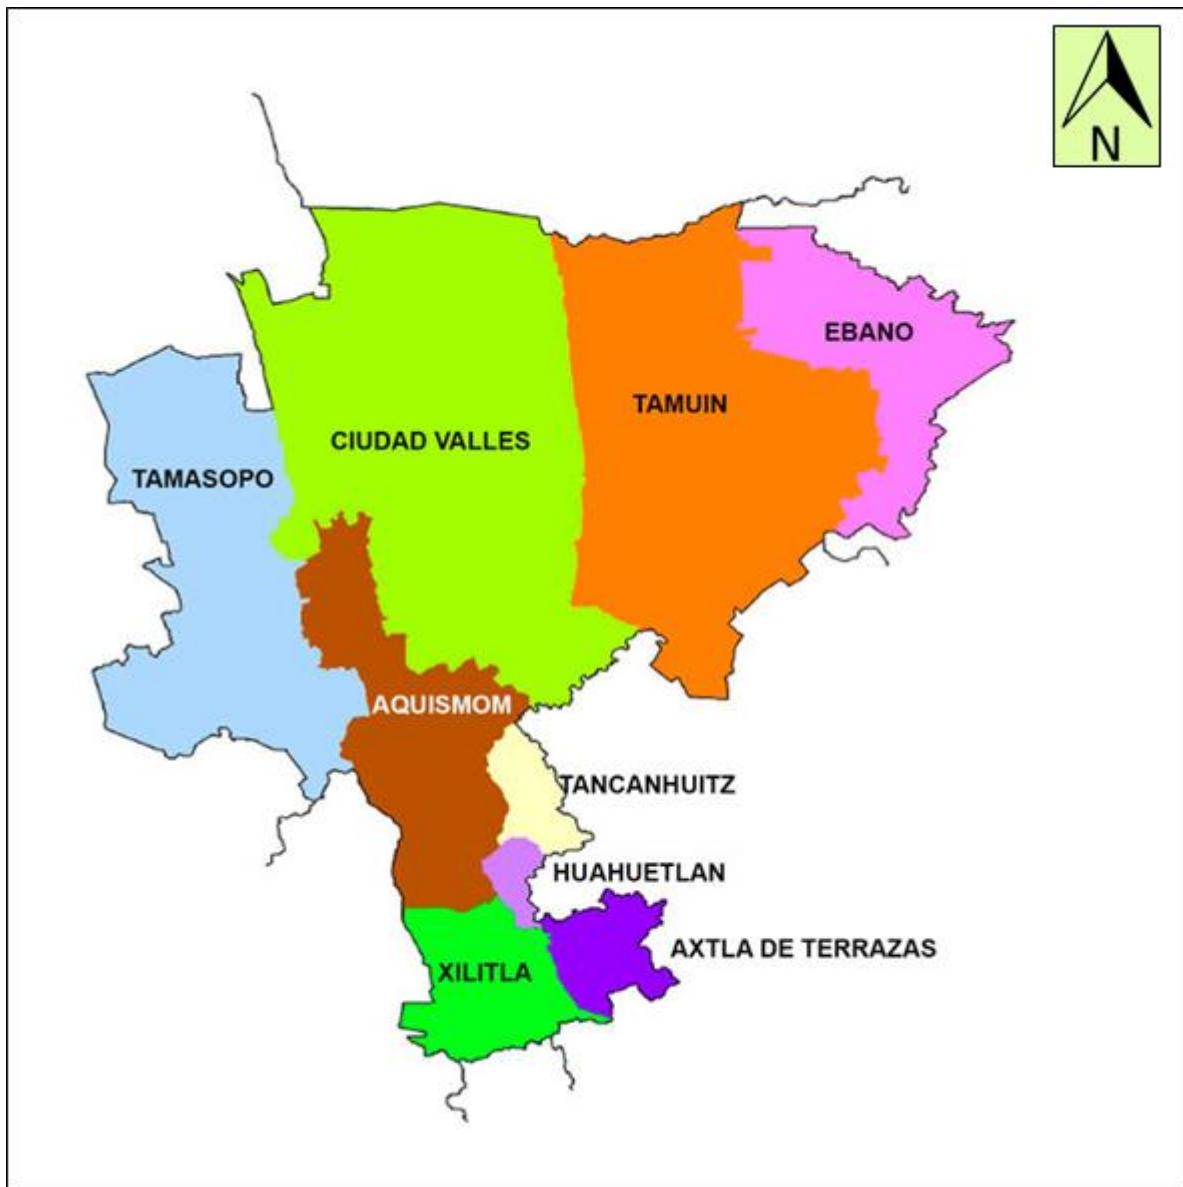 N
EBANO
TAMUIN
CIUDAD VALLES
TAMASOPO
AQUISMOM
TANCANHUITZ
HUAHUETLAN
AXTLA DE TERRAZAS
XILITLA